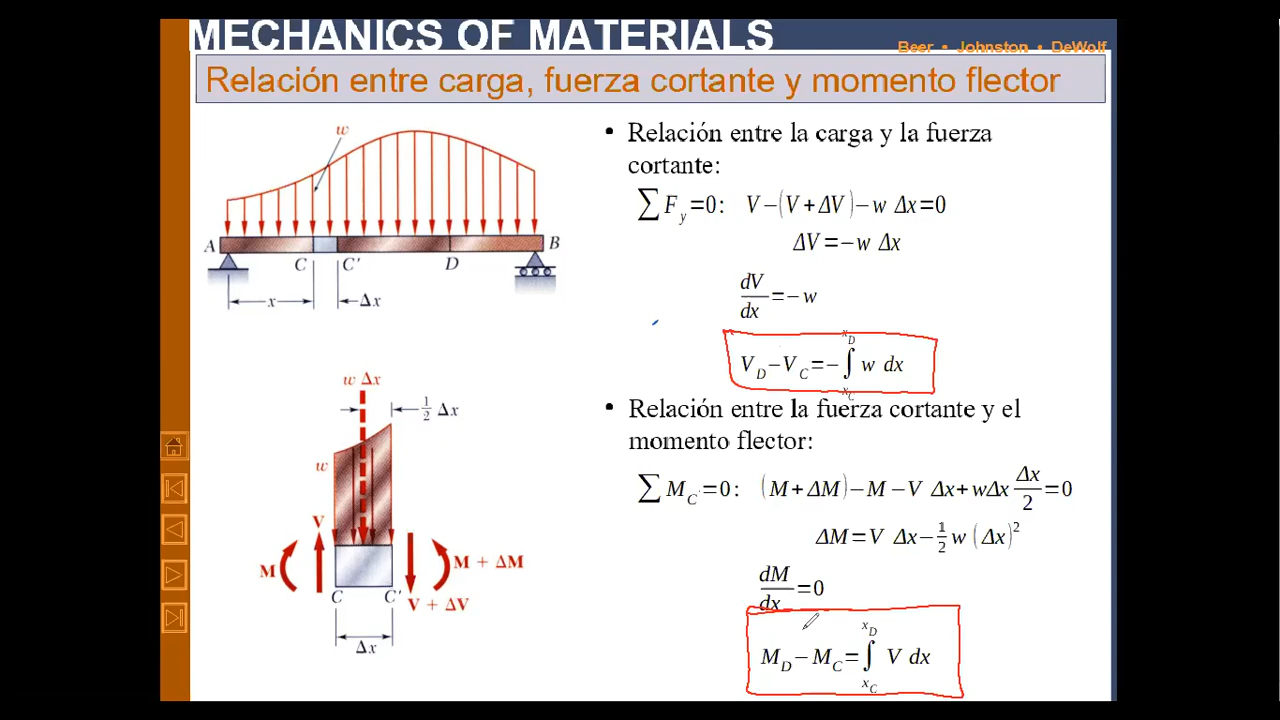 MECHANICS OF MATERIALS
Beer • Johnston • DeWolf
Relación entre carga, fuerza cortante y momento flector
w
A
C
C'
D
B
x
Δx
w Δx
1/2 Δx
w
V
M
M + ΔM
C
C'
V + ΔV
Δx
• Relación entre la carga y la fuerza
cortante:
∑ F_y =0: V−(V+ΔV)−w Δx=0
ΔV=−w Δx
dV/dx=−w
V_D−V_C=−∫_{x_C}^{x_D} w dx
• Relación entre la fuerza cortante y el
momento flector:
∑ M_C'=0: (M+ΔM)−M−V Δx+wΔx Δx/2=0
ΔM=V Δx−1/2 w (Δx)²
dM/dx=0
M_D−M_C=∫_{x_C}^{x_D} V dx